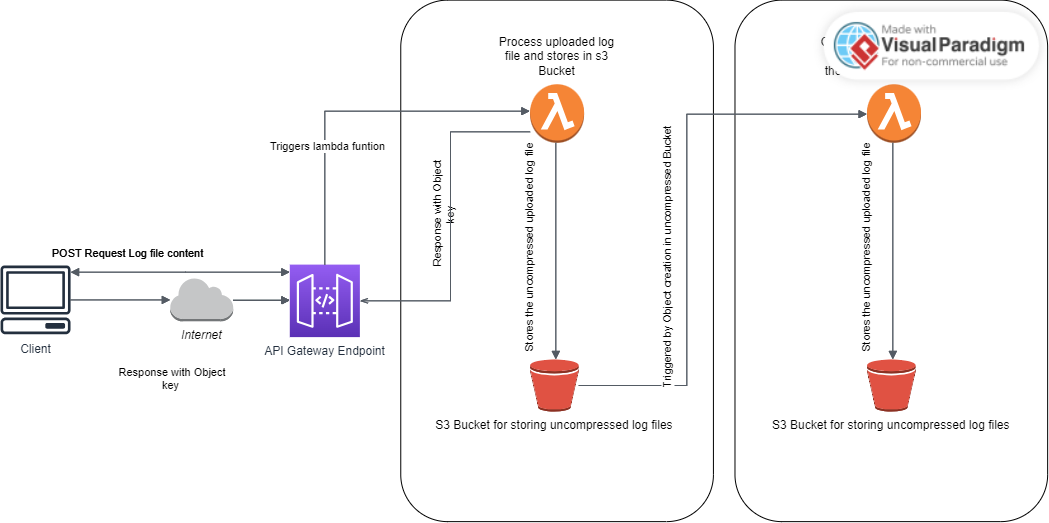 Process uploaded log
file and stores in s3
Bucket
Made with
Visual Paradigm
For non-commercial use
Triggers lambda funtion
Response with Object
key
Stores the uncompressed uploaded log file
Triggered by Object creation in uncompressed Bucket
Stores the uncompressed uploaded log file
POST Request Log file content
Internet
Client
API Gateway Endpoint
Response with Object
key
S3 Bucket for storing uncompressed log files
S3 Bucket for storing uncompressed log files